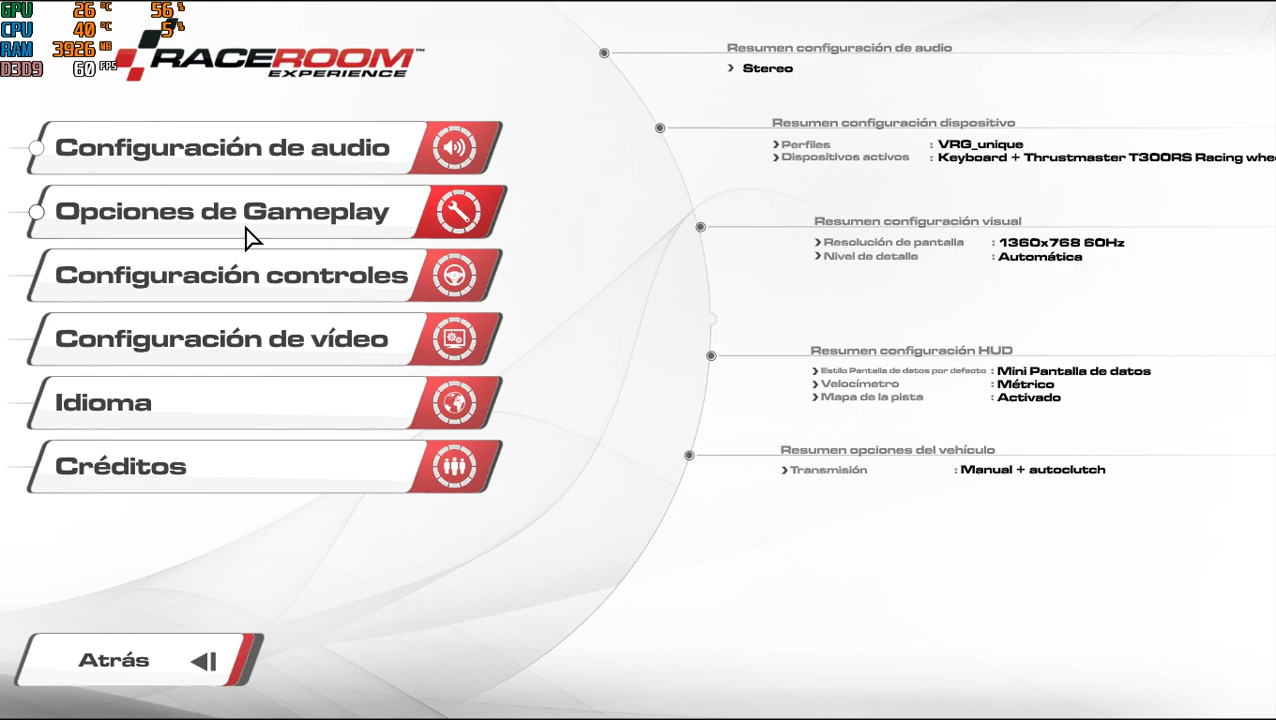 GPU 26 °C 56 %
CPU 40 °C 5 %
RAM 3926 MB
D3D9 60 FPS
RACEROOM™
EXPERIENCE
Configuración de audio
Opciones de Gameplay
Configuración controles
Configuración de vídeo
Idioma
Créditos
Atrás
Resumen configuración de audio
Stereo
Resumen configuración dispositivo
Perfiles : VRG_unique
Dispositivos activos : Keyboard + Thrustmaster T300RS Racing whe
Resumen configuración visual
Resolución de pantalla : 1360x768 60Hz
Nivel de detalle : Automática
Resumen configuración HUD
Estilo Pantalla de datos por defecto : Mini Pantalla de datos
Velocímetro : Métrico
Mapa de la pista : Activado
Resumen opciones del vehículo
Transmisión : Manual + autoclutch